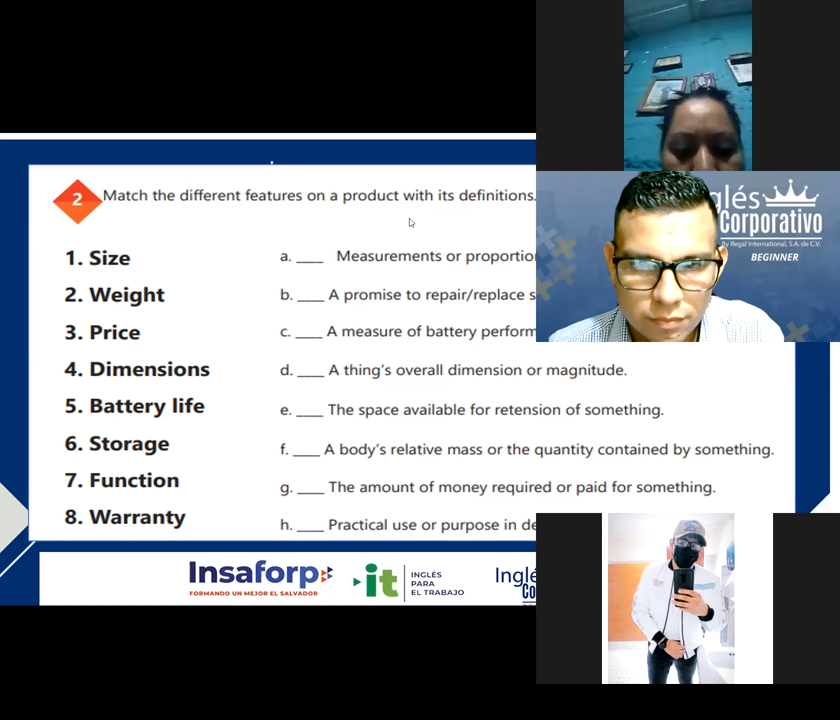 2 Match the different features on a product with its definitions.
1. Size
2. Weight
3. Price
4. Dimensions
5. Battery life
6. Storage
7. Function
8. Warranty
a. ____ Measurements or
b. ____ A promise to repair/replace
c. ____ A measure of battery
d. ____ A thing's overall dimension or magnitude.
e. ____ The space available for retention of something.
f. ____ A body's relative mass or the quantity contained by something.
g. ____ The amount of money required or paid for something.
h. ____ Practical use or purpose in
Insaforp
FORMANDO UN MEJOR EL SALVADOR
it
INGLÉS
PARA
EL TRABAJO
glés
Corporativo
By Regal International, S.A. de C.V.
BEGINNER